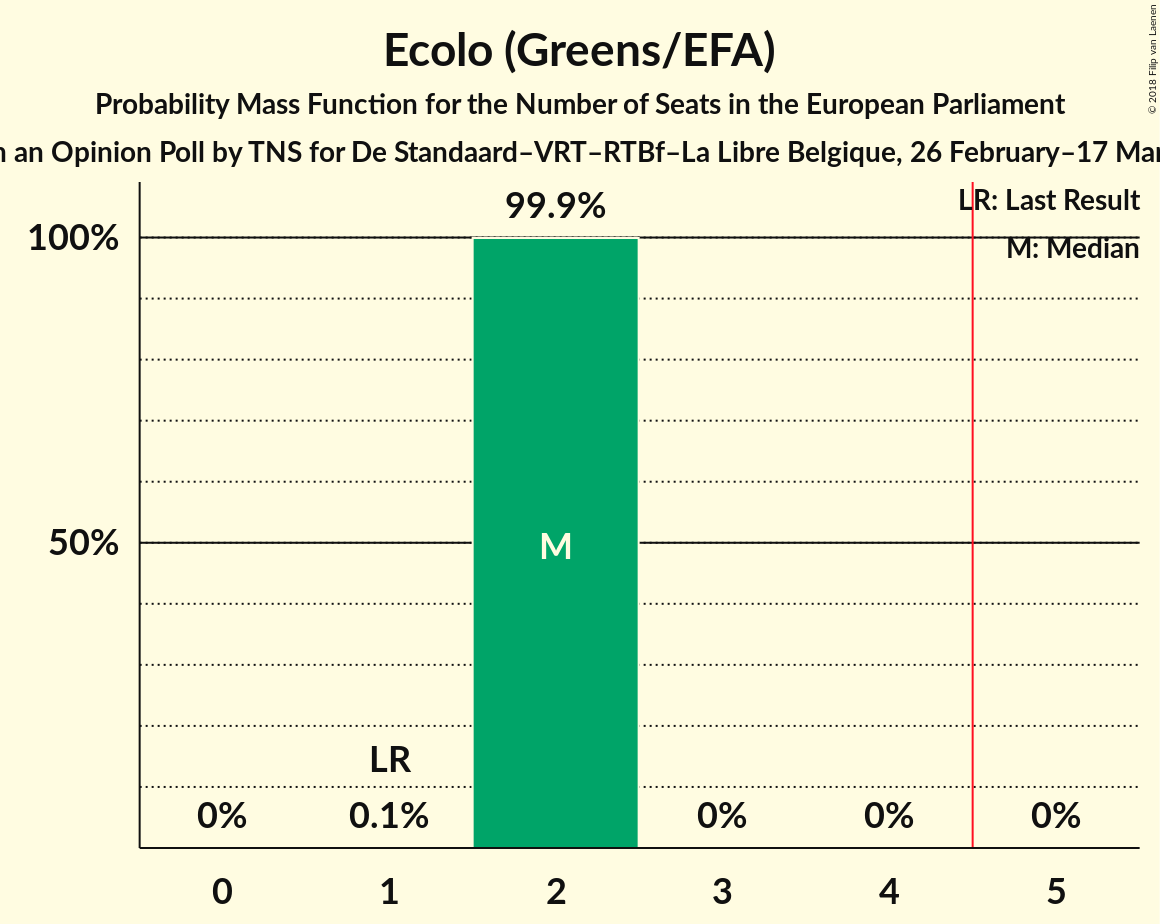 Ecolo (Greens/EFA)
Probability Mass Function for the Number of Seats in the European Parliament
an Opinion Poll by TNS for De Standaard–VRT–RTBf–La Libre Belgique, 26 February–17 Mar
© 2018 Filip van Laenen
LR: Last Result
M: Median
99.9%
100%
50%
M
LR
0%
0.1%
0%
0%
0%
0 1 2 3 4 5